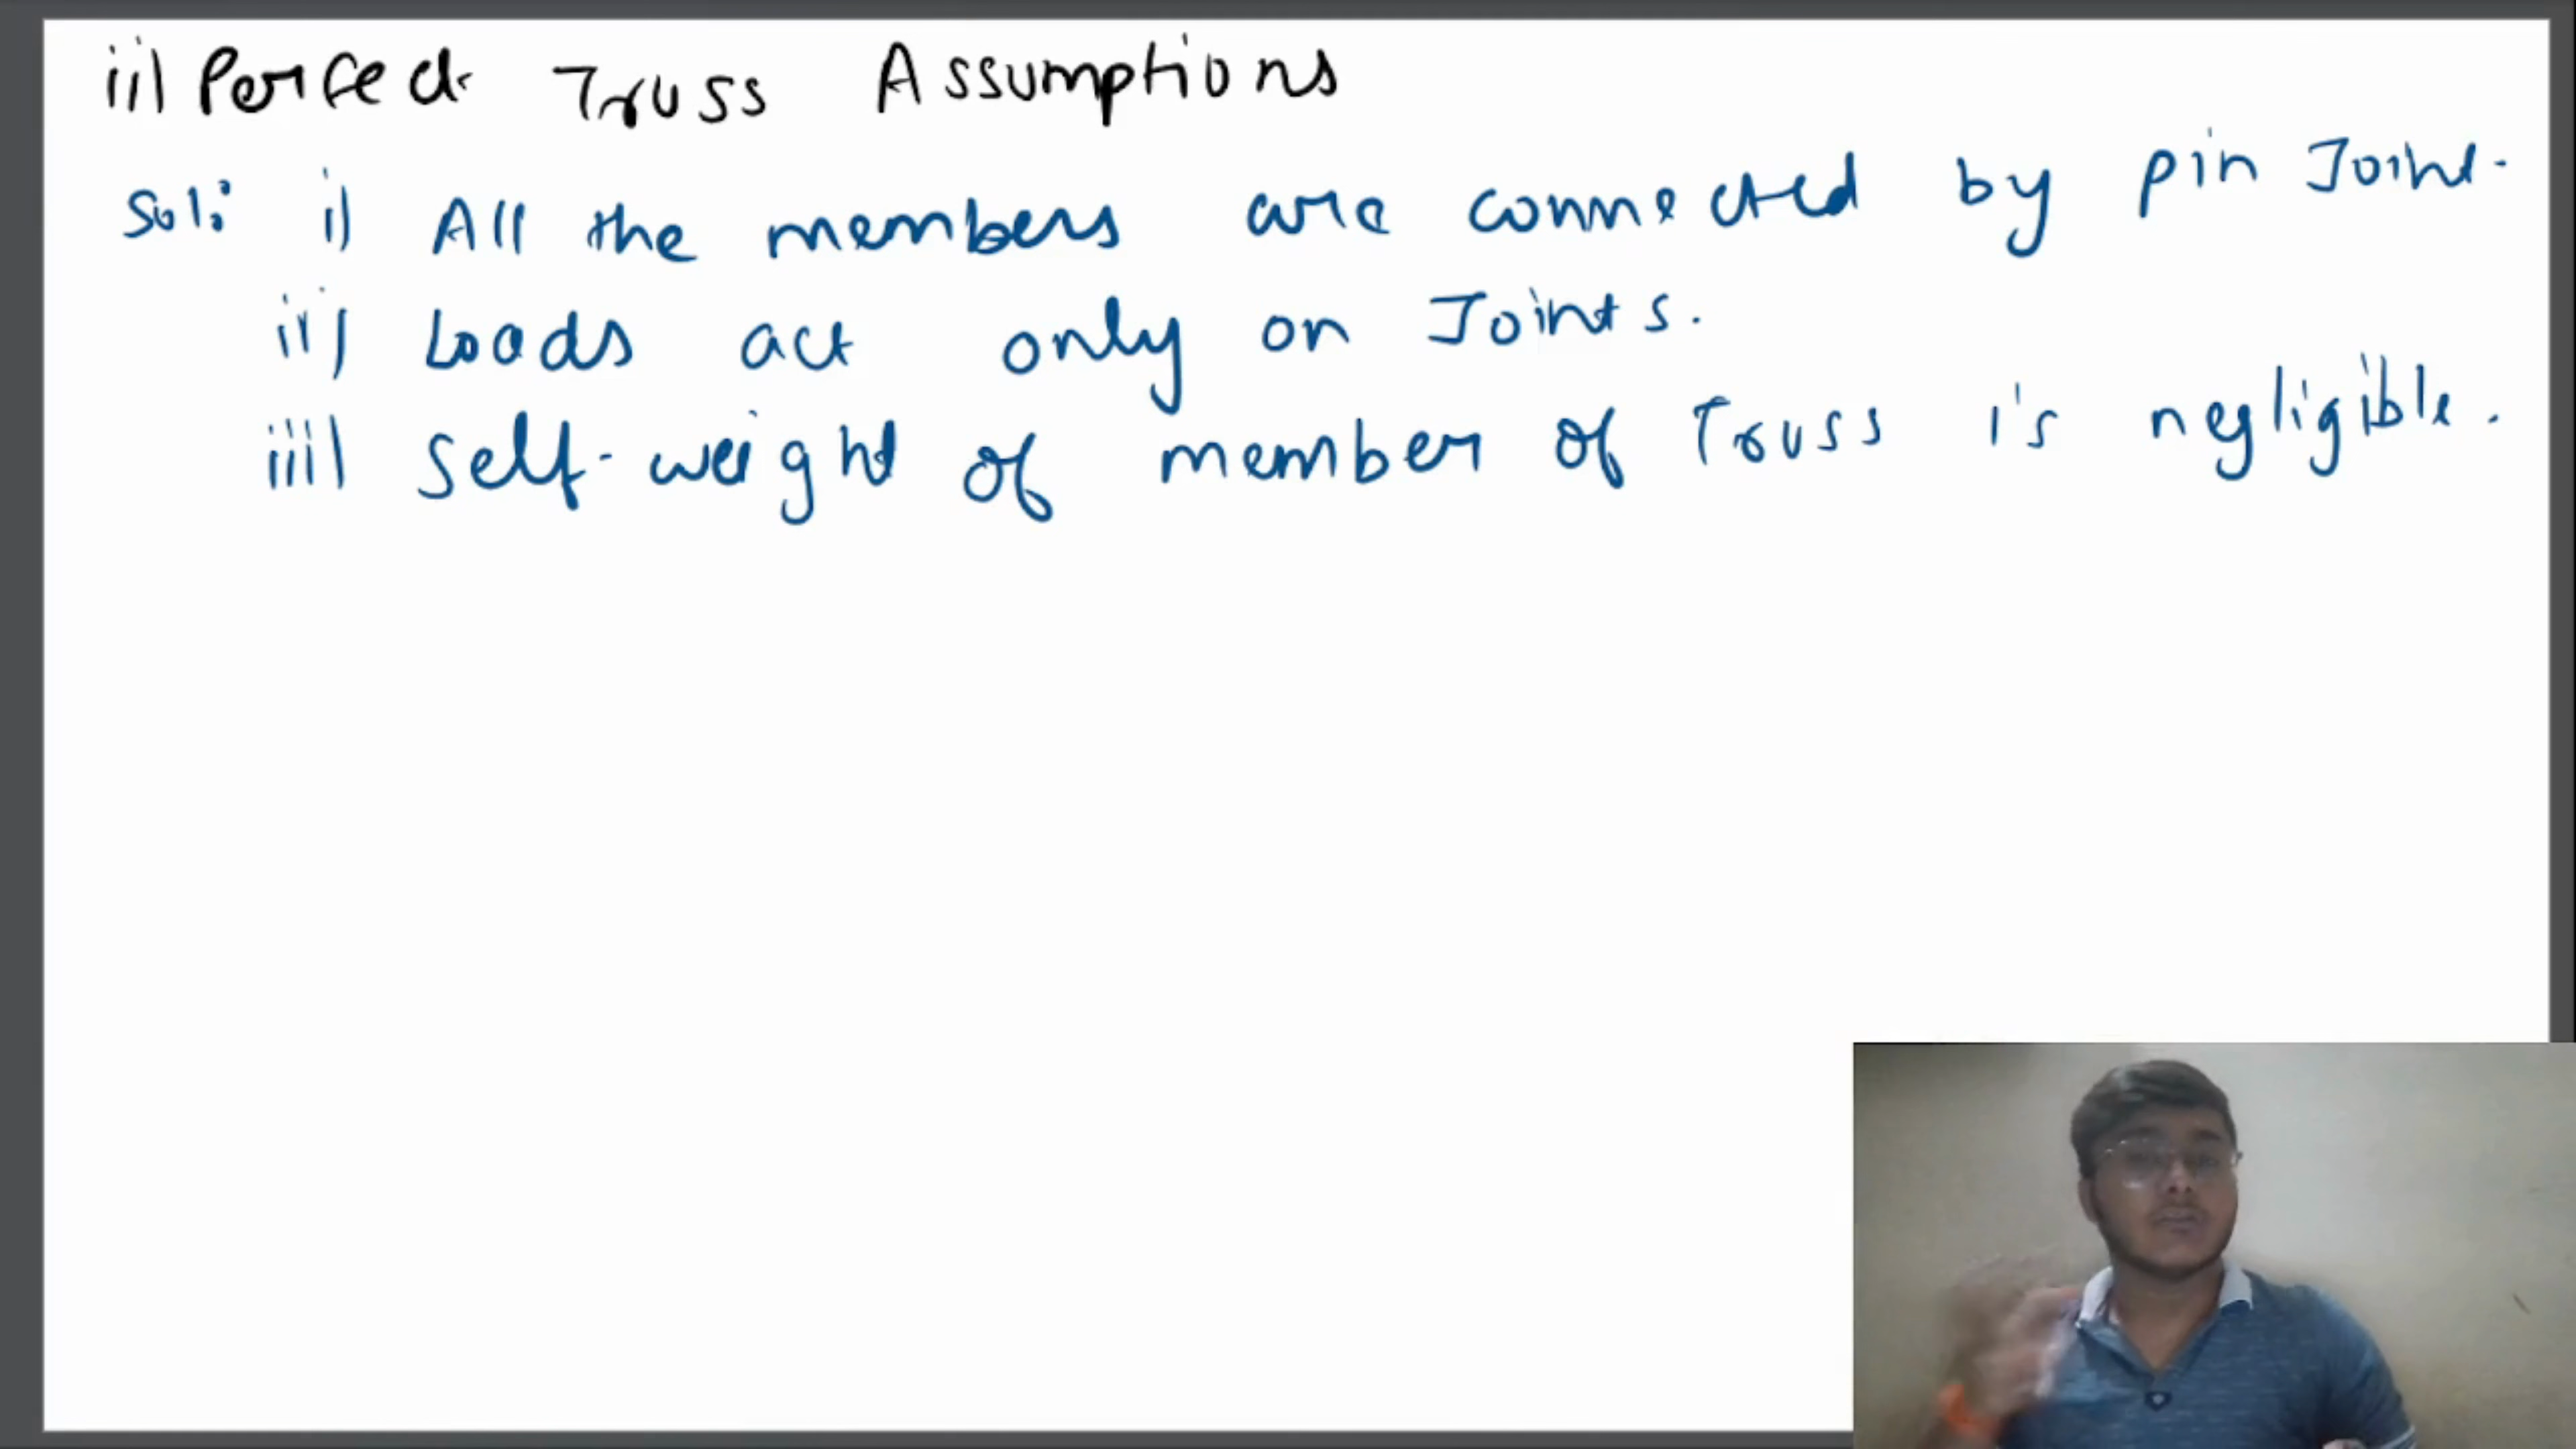 ii) Perfect Truss Assumptions
Sol: i) All the members are connected by pin Joint.
ii) Loads act only on Joints.
iii) Self-weight of member of Truss is negligible.